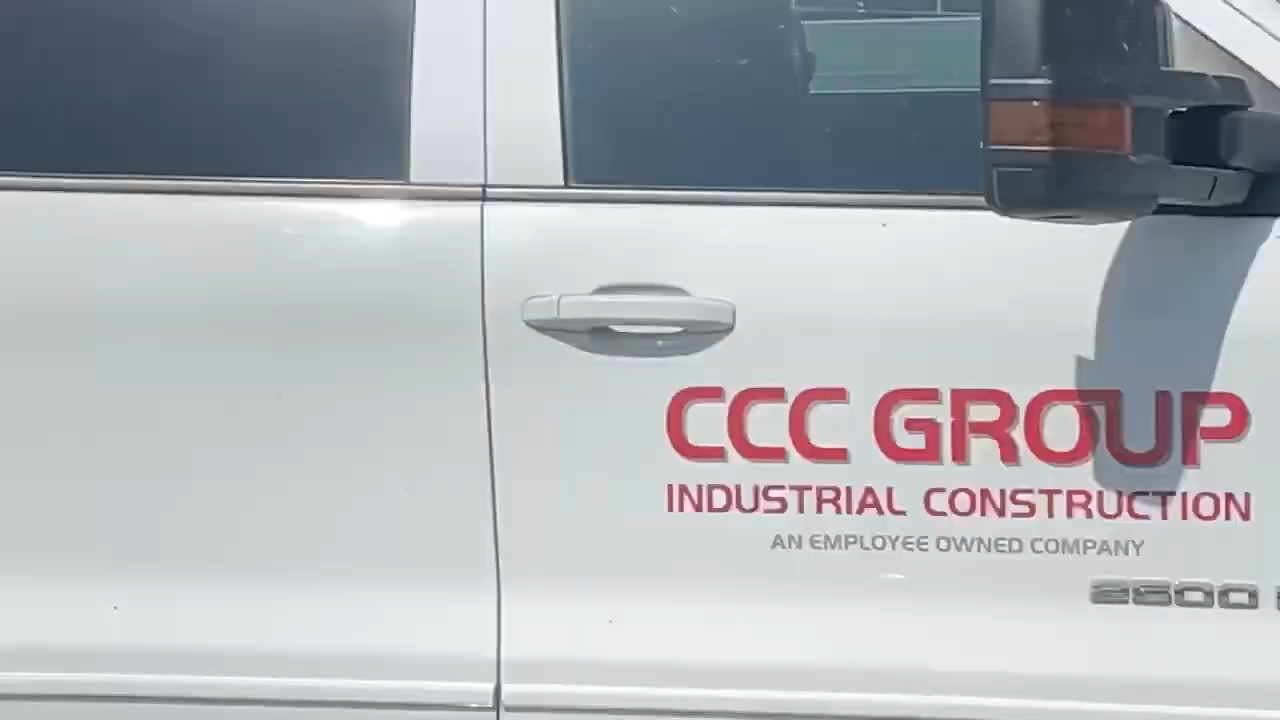 CCC GROUP
INDUSTRIAL CONSTRUCTION
AN EMPLOYEE OWNED COMPANY
2500